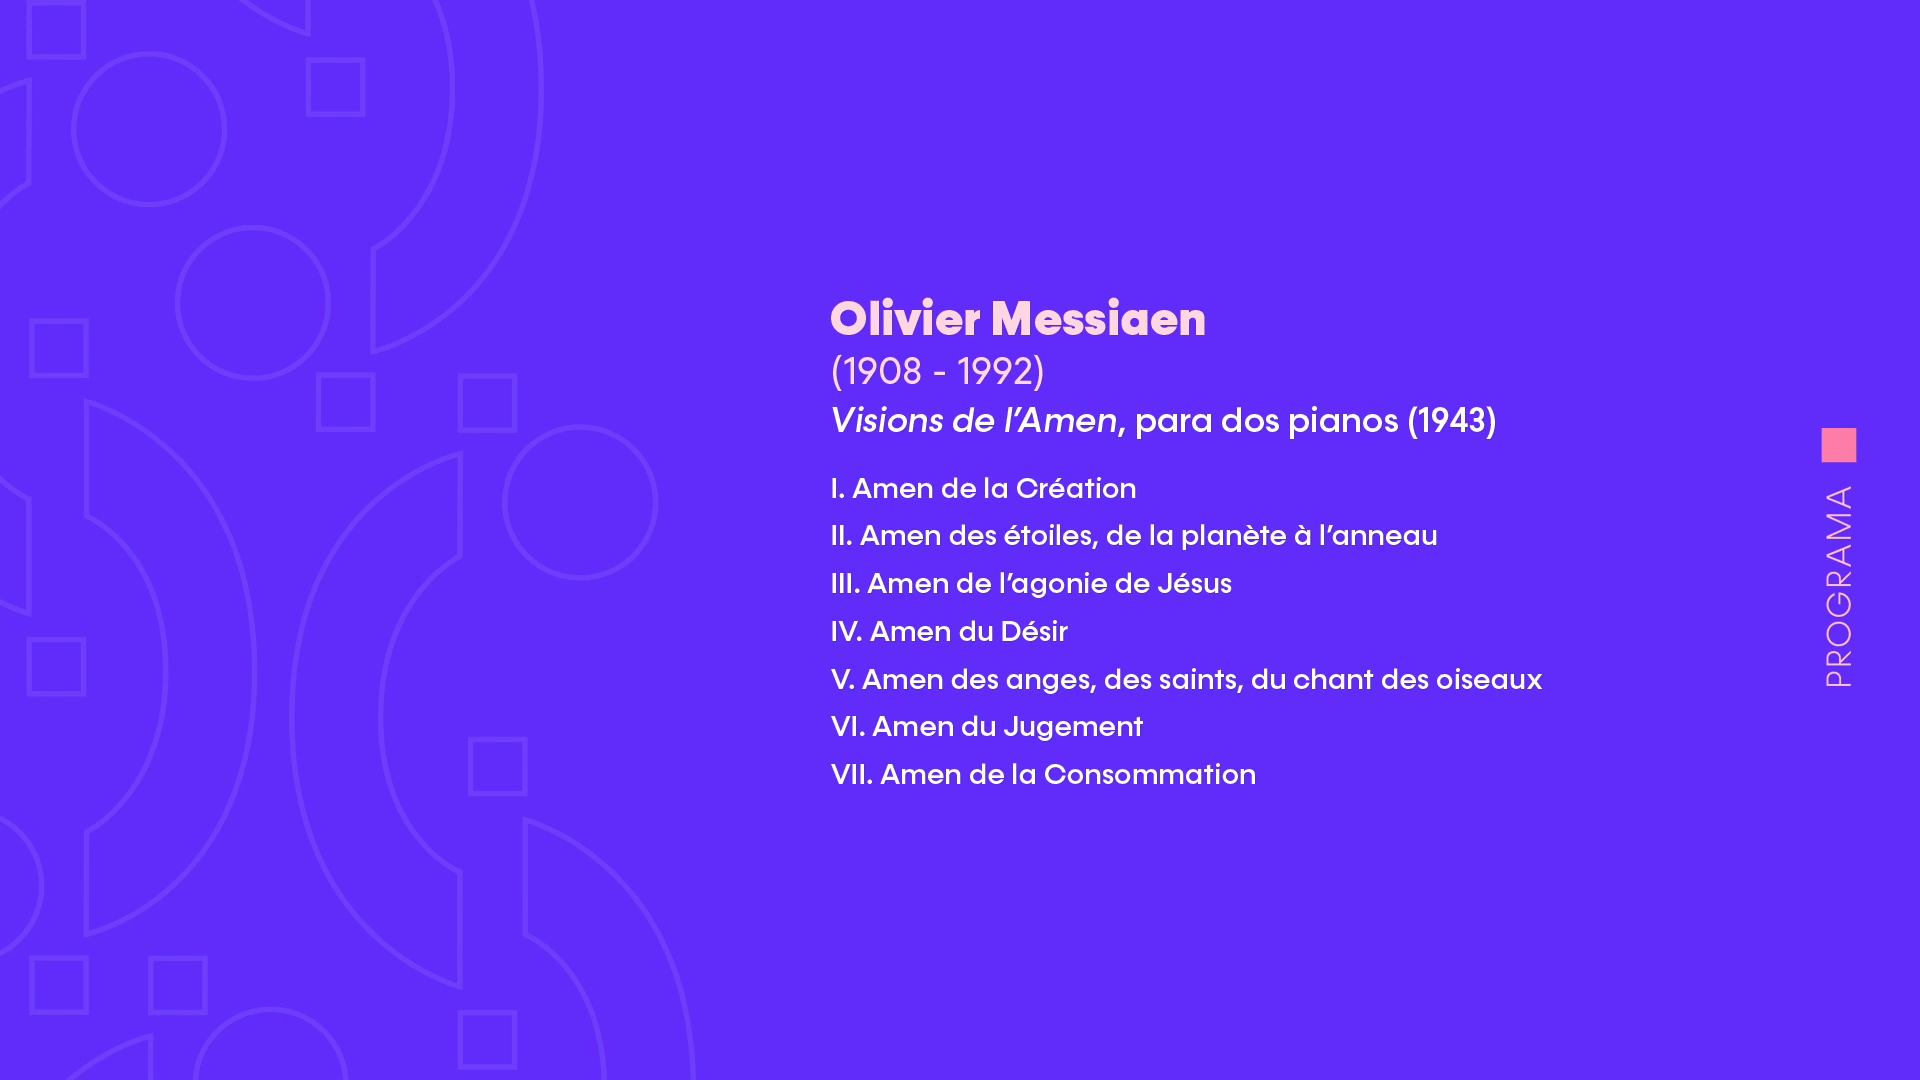 Olivier Messiaen
(1908 - 1992)
Visions de l’Amen, para dos pianos (1943)
I. Amen de la Création
II. Amen des étoiles, de la planète à l’anneau
III. Amen de l’agonie de Jésus
IV. Amen du Désir
V. Amen des anges, des saints, du chant des oiseaux
VI. Amen du Jugement
VII. Amen de la Consommation
PROGRAMA